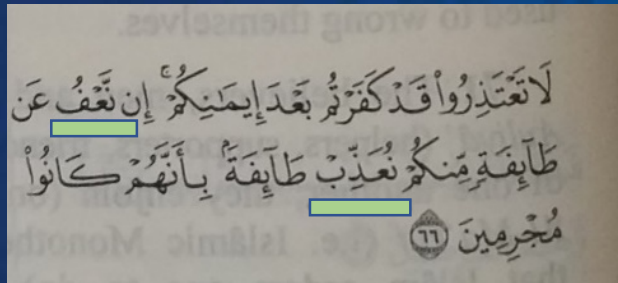 لَا تَعْتَذِرُوا۟ قَدْ كَفَرْتُم بَعْدَ إِيمَـٰنِكُمْ ۚ إِن نَّعْفُ عَن
طَآئِفَةٍ مِّنكُمْ نُعَذِّبْ طَآئِفَةًۢ بِأَنَّهُمْ كَانُوا۟
مُجْرِمِينَ ٦٦